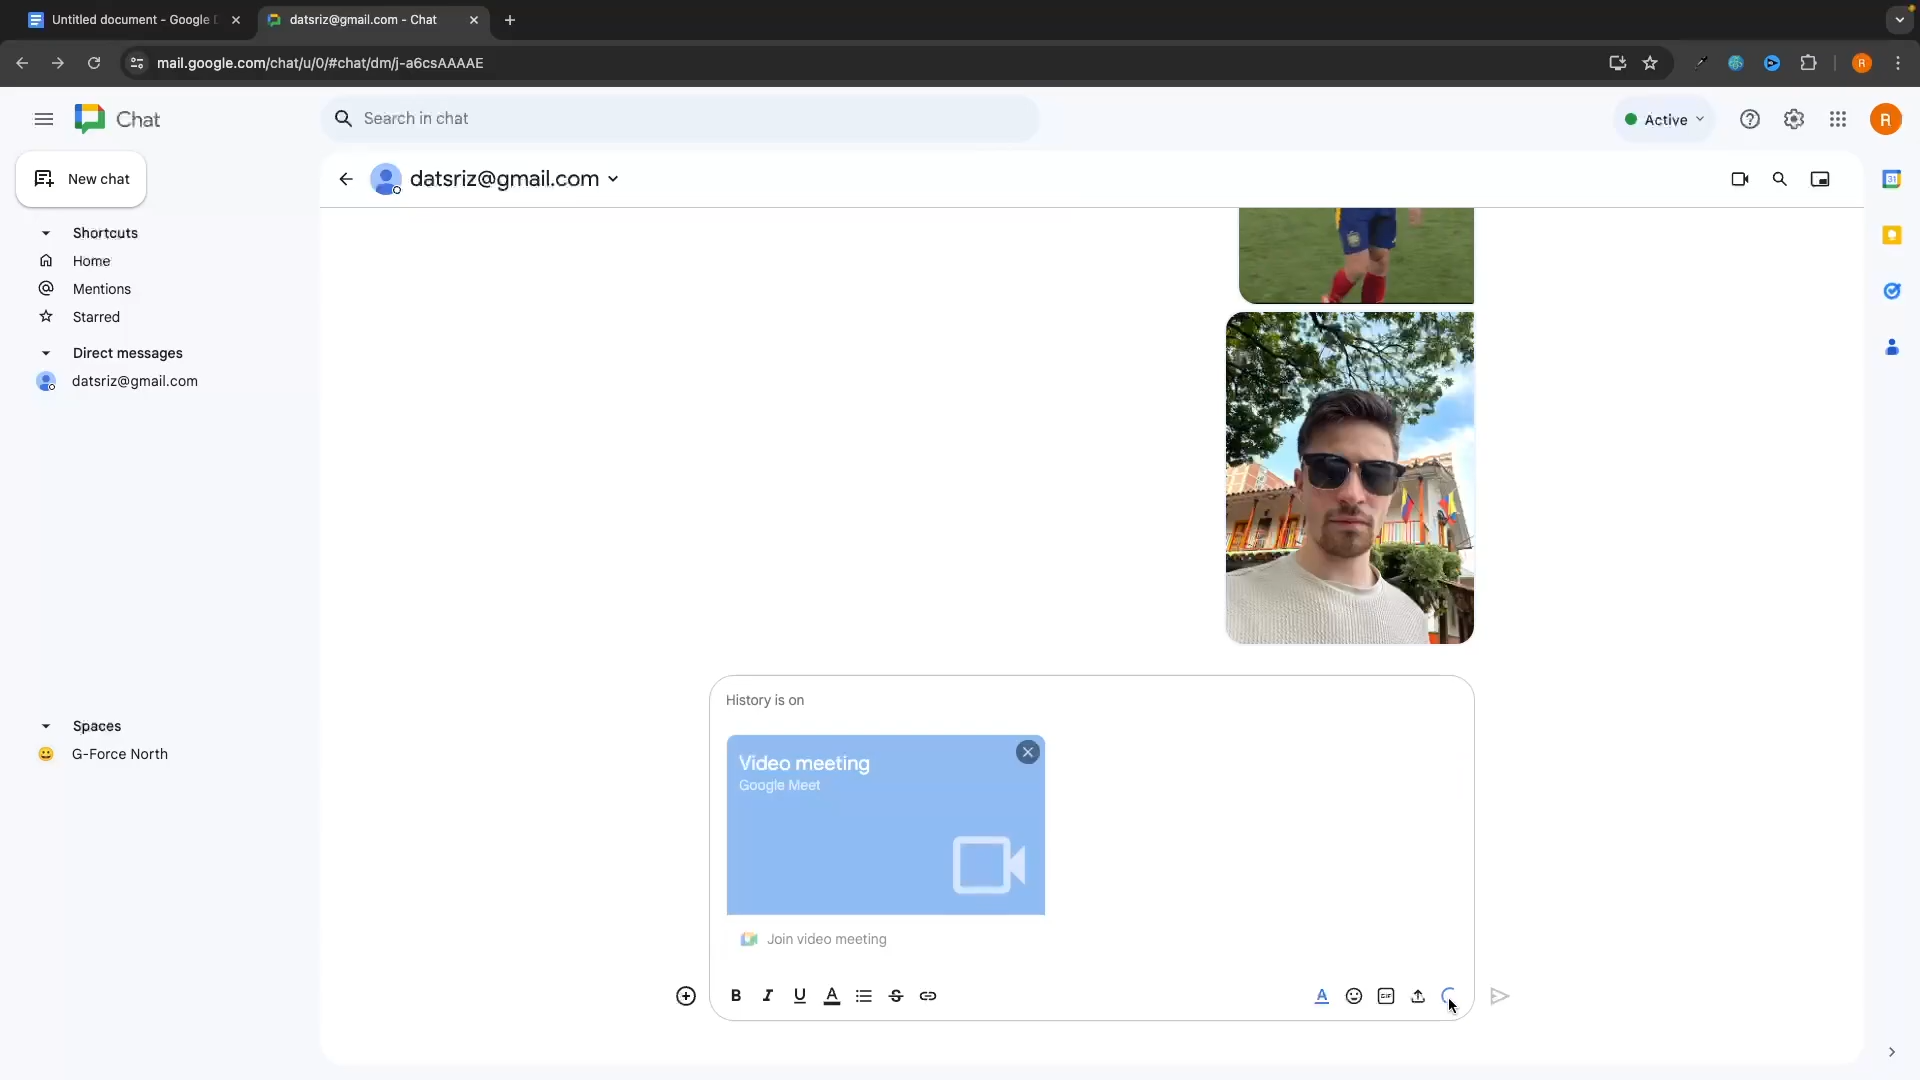 Untitled document - Google D
datsriz@gmail.com - Chat
mail.google.com/chat/u/0/#chat/dm/j-a6csAAAAE
R
Chat
Search in chat
Active
R
New chat
datsriz@gmail.com
31
Shortcuts
Home
Mentions
Starred
Direct messages
datsriz@gmail.com
Spaces
G-Force North
History is on
Video meeting
Google Meet
Join video meeting
B I U A S A GIF